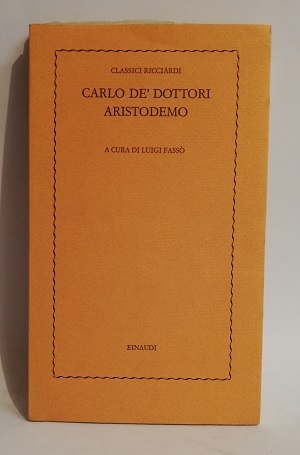 CLASSICI RICCIARDI
CARLO DE' DOTTORI
ARISTODEMO
A CURA DI LUIGI FASSÒ
EINAUDI